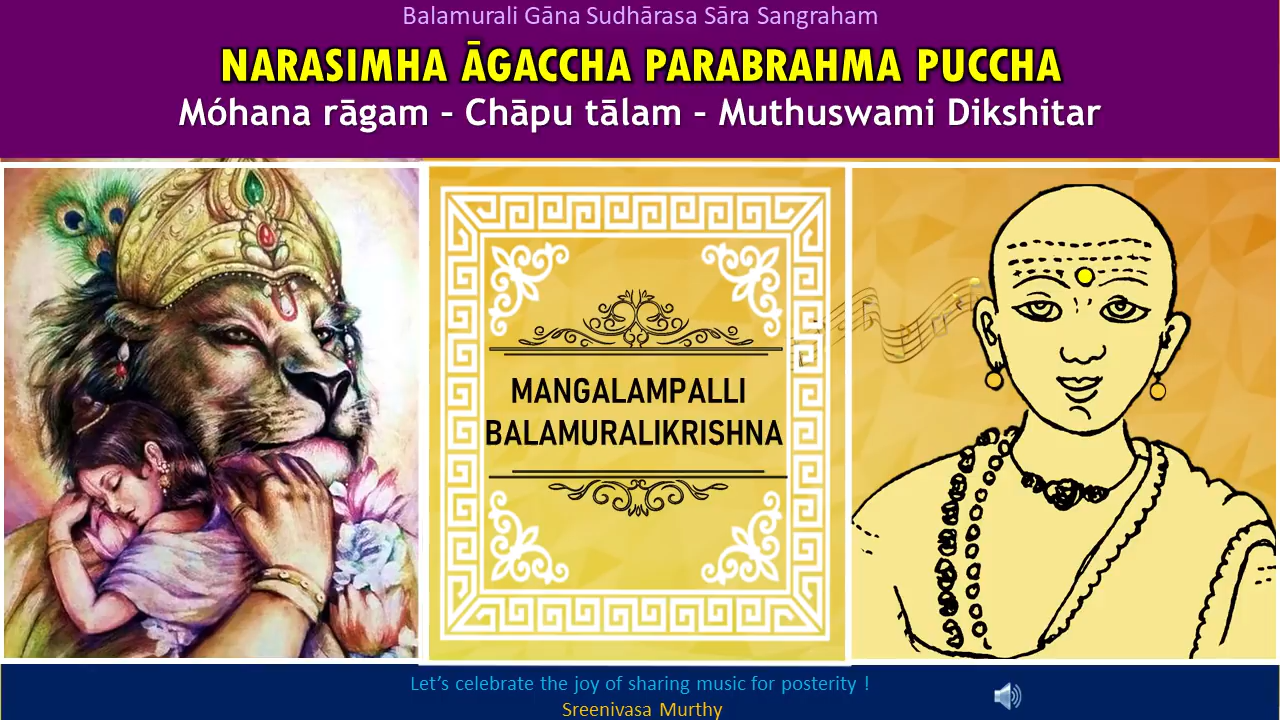 Balamurali Gāna Sudhārasa Sāra Sangraham
NARASIMHA ĀGACCHA PARABRAHMA PUCCHA
Móhana rāgam – Chāpu tālam – Muthuswami Dikshitar
MANGALAMPALLI
BALAMURALIKRISHNA
Let’s celebrate the joy of sharing music for posterity !
Sreenivasa Murthy